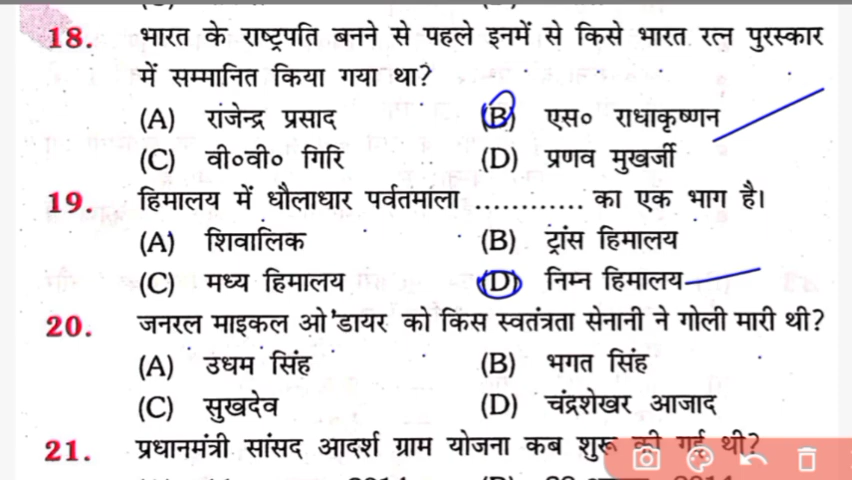 18. भारत के राष्ट्रपति बनने से पहले इनमें से किसे भारत रत्न पुरस्कार
में सम्मानित किया गया था?
(A) राजेन्द्र प्रसाद (B) एस० राधाकृष्णन
(C) वी०वी० गिरि (D) प्रणव मुखर्जी
19. हिमालय में धौलाधार पर्वतमाला ............ का एक भाग है।
(A) शिवालिक (B) ट्रांस हिमालय
(C) मध्य हिमालय (D) निम्न हिमालय
20. जनरल माइकल ओ'डायर को किस स्वतंत्रता सेनानी ने गोली मारी थी?
(A) उधम सिंह (B) भगत सिंह
(C) सुखदेव (D) चंद्रशेखर आजाद
21. प्रधानमंत्री सांसद आदर्श ग्राम योजना कब शुरू की गई थी?